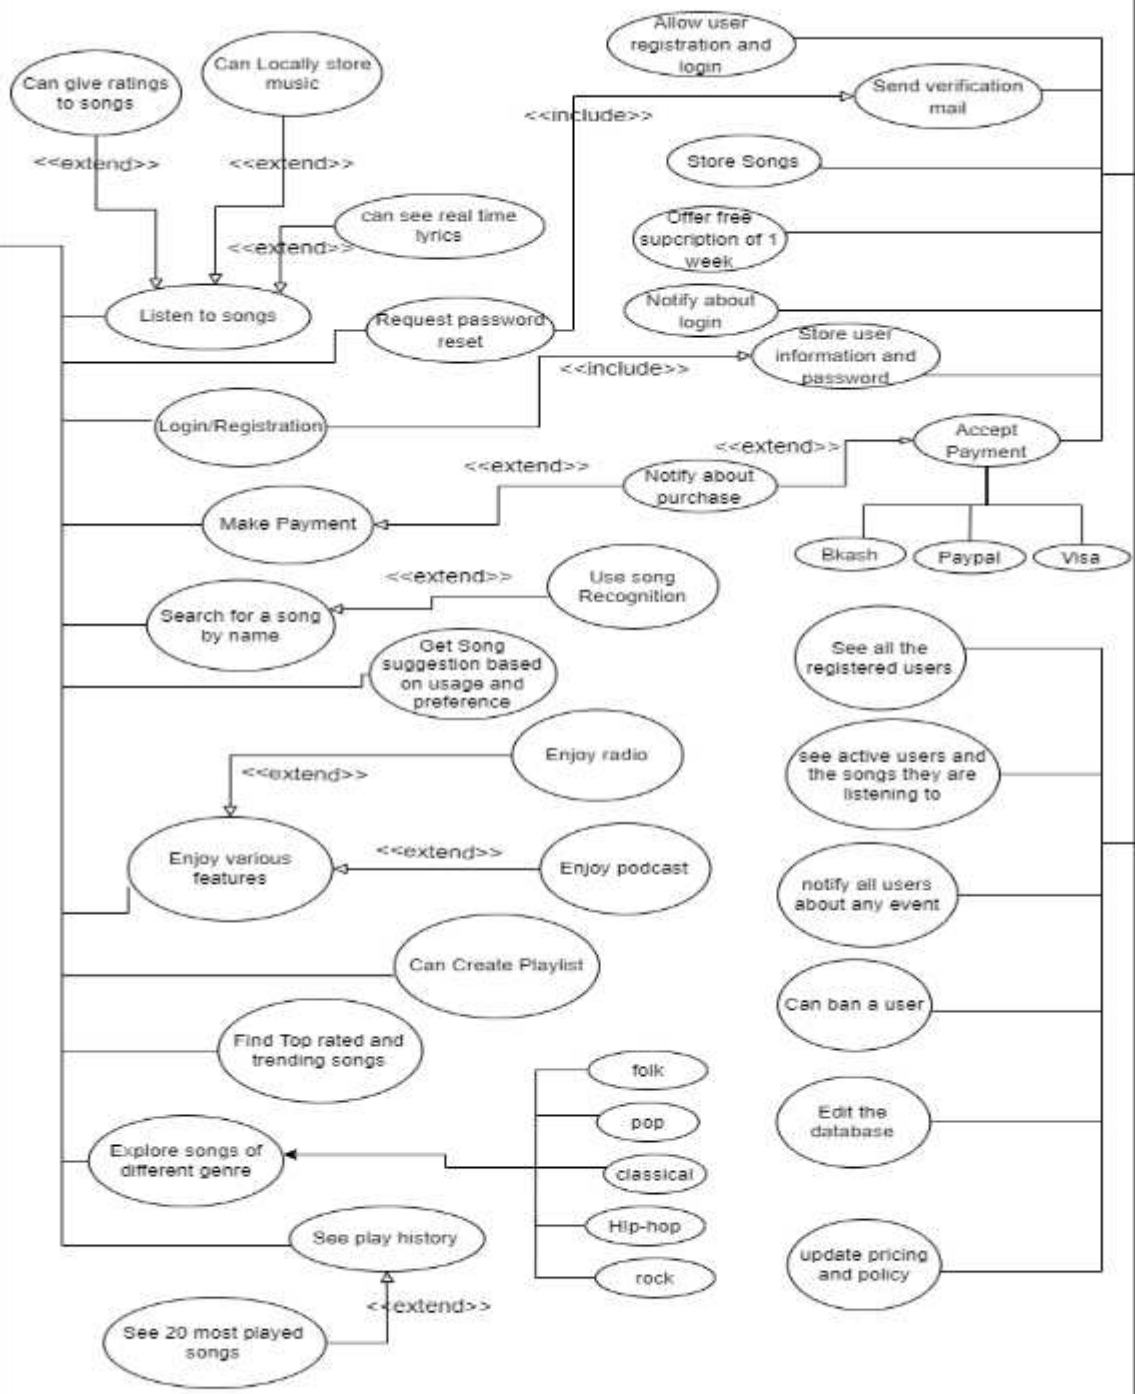 Allow user
registration and
login
Can Locally store
music
Can give ratings
to songs
Send verification
mail
<<include>>
<<extend>>
<<extend>>
Store Songs
can see real time
lyrics
<<extend>>
Offer free
supcription of 1
week
Notify about
login
Listen to songs
Request password
reset
Store user
information and
password
<<include>>
Login/Registration
Accept
Payment
<<extend>>
<<extend>>
Notify about
purchase
Make Payment
Bkash
Paypal
Visa
<<extend>>
Use song
Recognition
Search for a song
by name
Get Song
suggestion based
on usage and
preference
See all the
registered users
Enjoy radio
<<extend>>
see active users and
the songs they are
listening to
Enjoy various
features
<<extend>>
Enjoy podcast
notify all users
about any event
Can Create Playlist
Can ban a user
Find Top rated and
trending songs
folk
pop
classical
Hip-hop
rock
Edit the
database
Explore songs of
different genre
See play history
update pricing
and policy
<<extend>>
See 20 most played
songs